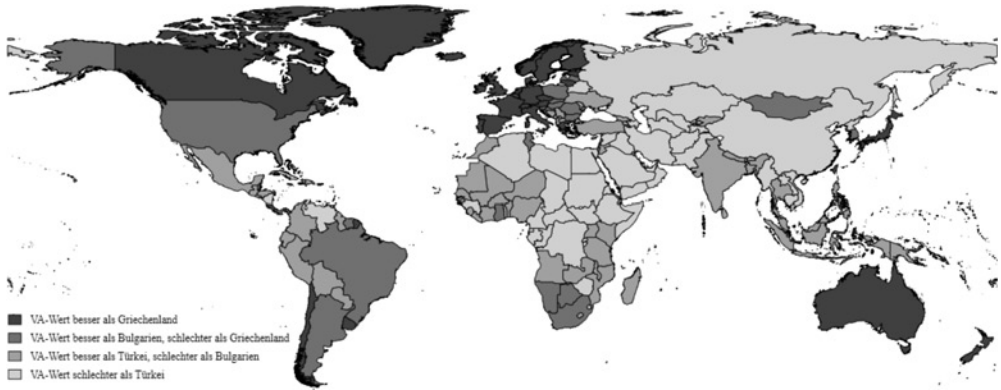 VA-Wert besser als Griechenland
VA-Wert besser als Bulgarien, schlechter als Griechenland
VA-Wert besser als Türkei, schlechter als Bulgarien
VA-Wert schlechter als Türkei